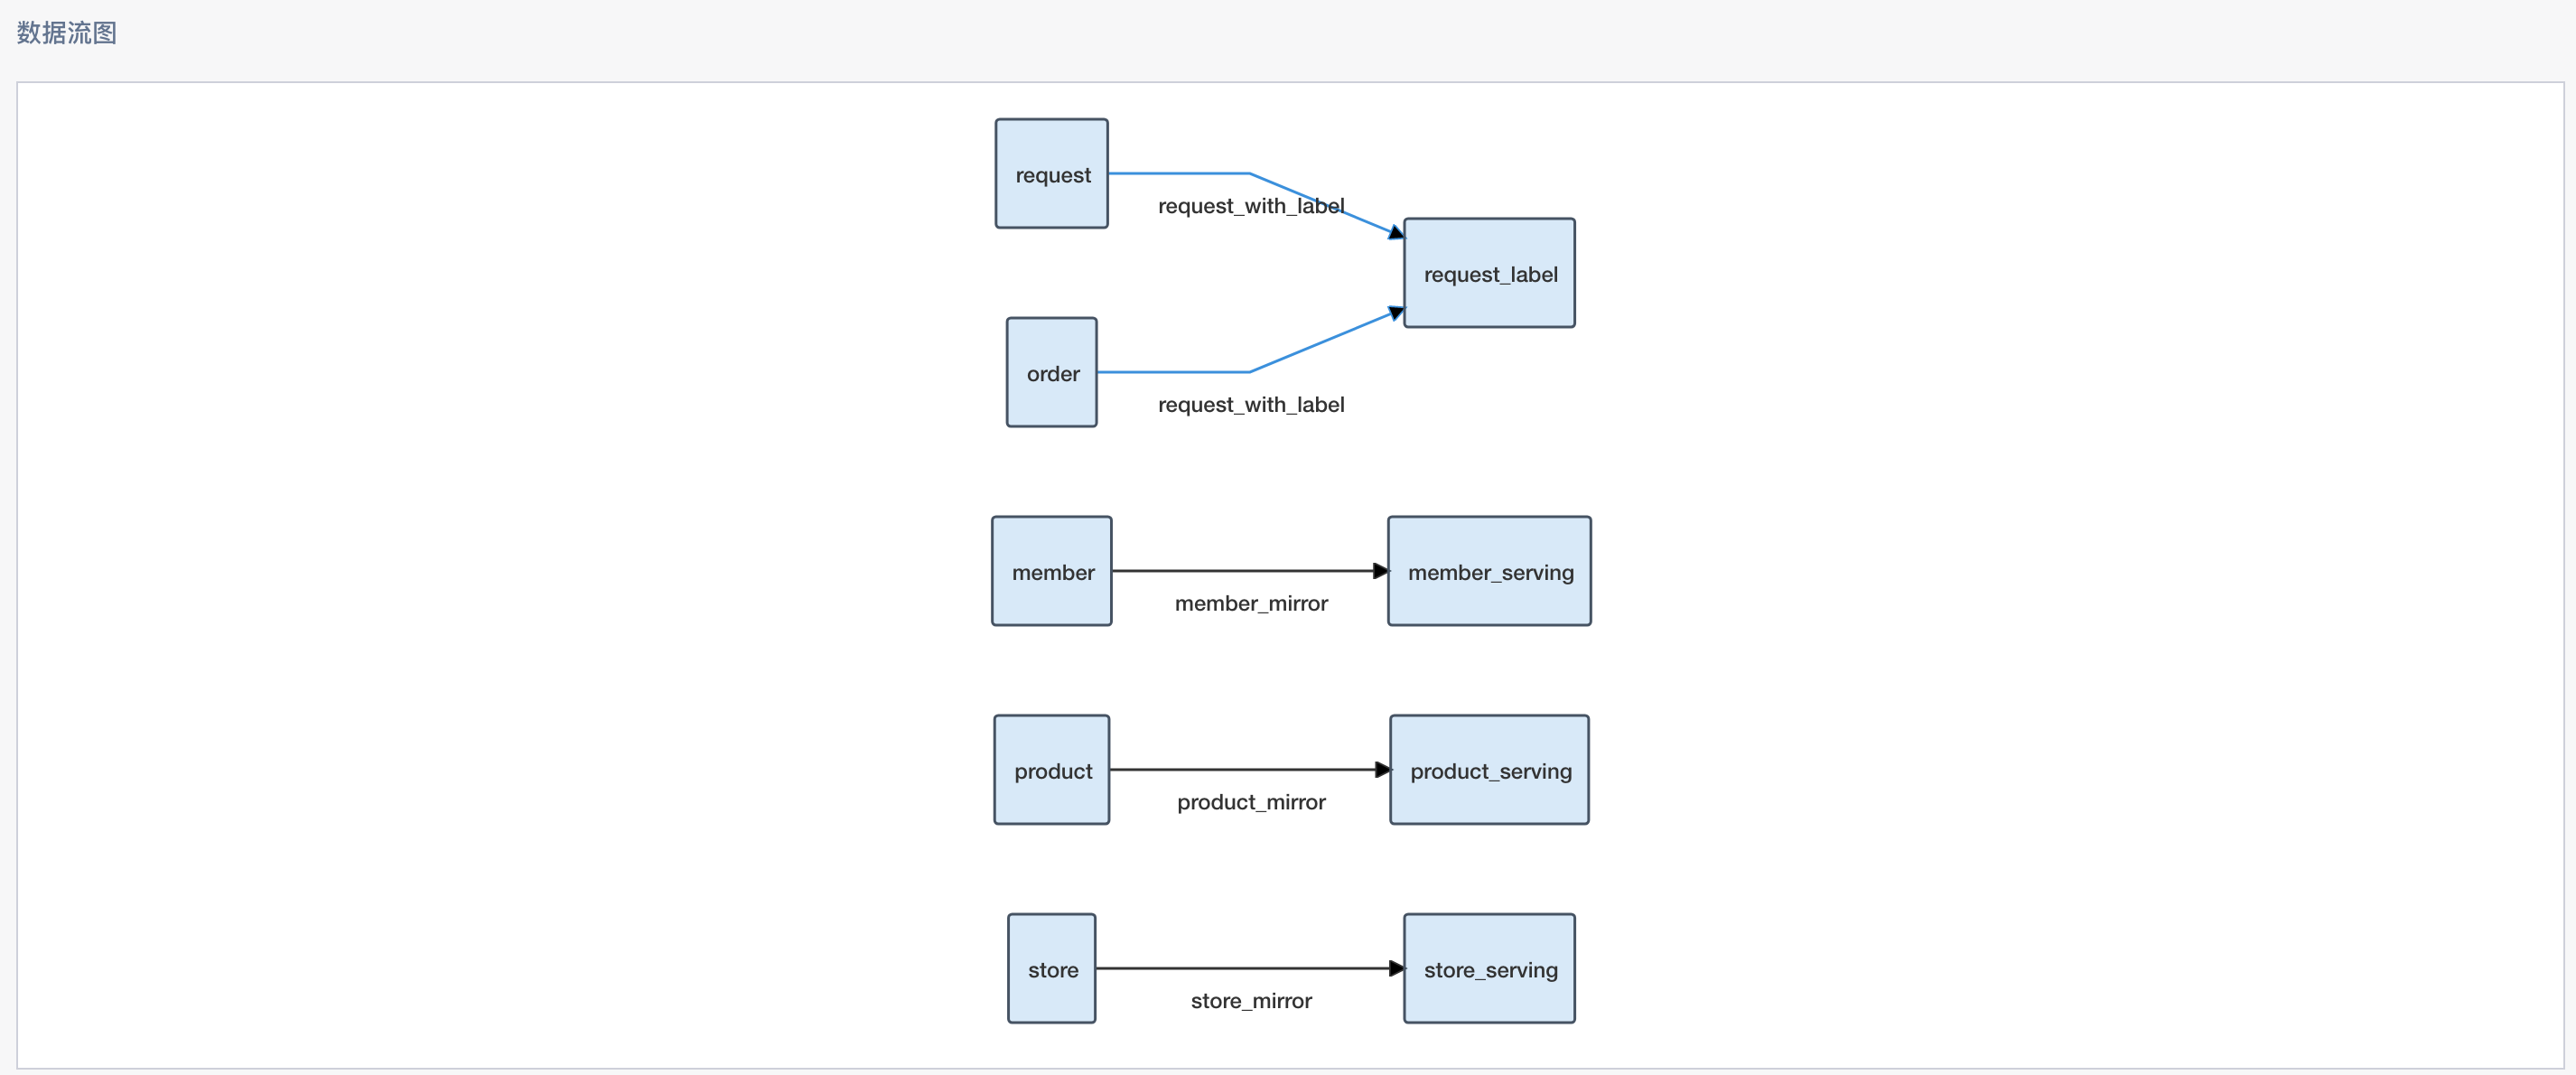 数据流图
request
request_with_label
request_label
order
request_with_label
member
member_mirror
member_serving
product
product_mirror
product_serving
store
store_mirror
store_serving